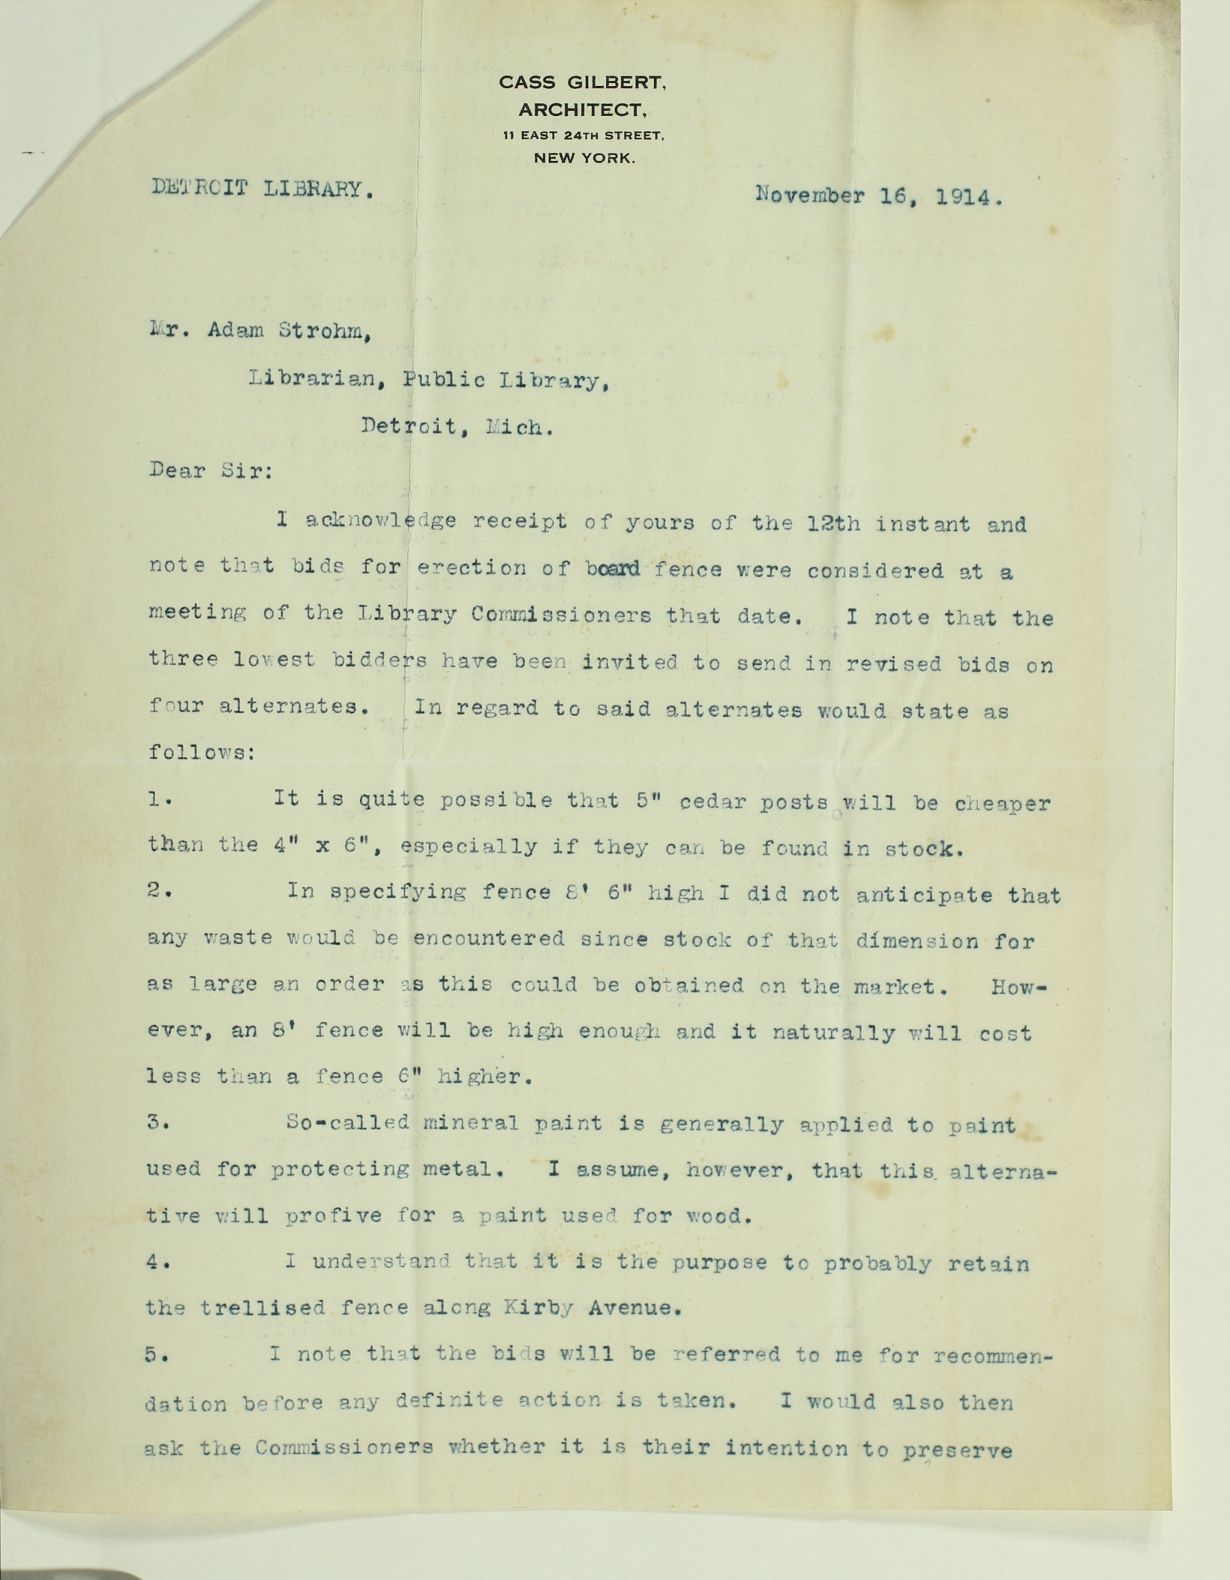 CASS GILBERT,
ARCHITECT,
11 EAST 24TH STREET,
NEW YORK.
DETROIT LIBRARY.
November 16, 1914.
Mr. Adam Strohm,
Librarian, Public Library,
Detroit, Mich.
Dear Sir:
I acknowledge receipt of yours of the 12th instant and
note that bids for erection of board fence were considered at a
meeting of the Library Commissioners that date. I note that the
three lowest bidders have been invited to send in revised bids on
four alternates. In regard to said alternates would state as
follows:
1. It is quite possible that 5" cedar posts will be cheaper
than the 4" x 6", especially if they can be found in stock.
2. In specifying fence 8' 6" high I did not anticipate that
any waste would be encountered since stock of that dimension for
as large an order as this could be obtained on the market. How-
ever, an 8' fence will be high enough and it naturally will cost
less than a fence 6" higher.
3. So-called mineral paint is generally applied to paint
used for protecting metal. I assume, however, that this alterna-
tive will profive for a paint used for wood.
4. I understand that it is the purpose to probably retain
the trellised fence along Kirby Avenue.
5. I note that the bids will be referred to me for recommen-
dation before any definite action is taken. I would also then
ask the Commissioners whether it is their intention to preserve